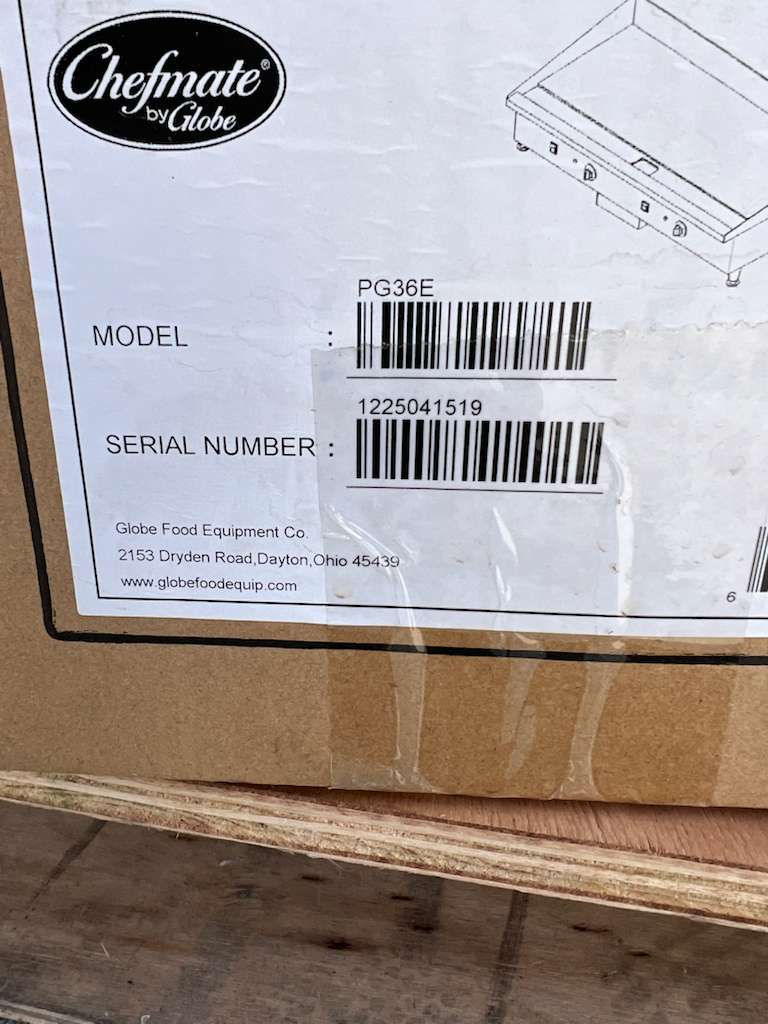 Chefmate®
by Globe
PG36E
MODEL :
1225041519
SERIAL NUMBER :
Globe Food Equipment Co.
2153 Dryden Road,Dayton,Ohio 45439
www.globefoodequip.com
6